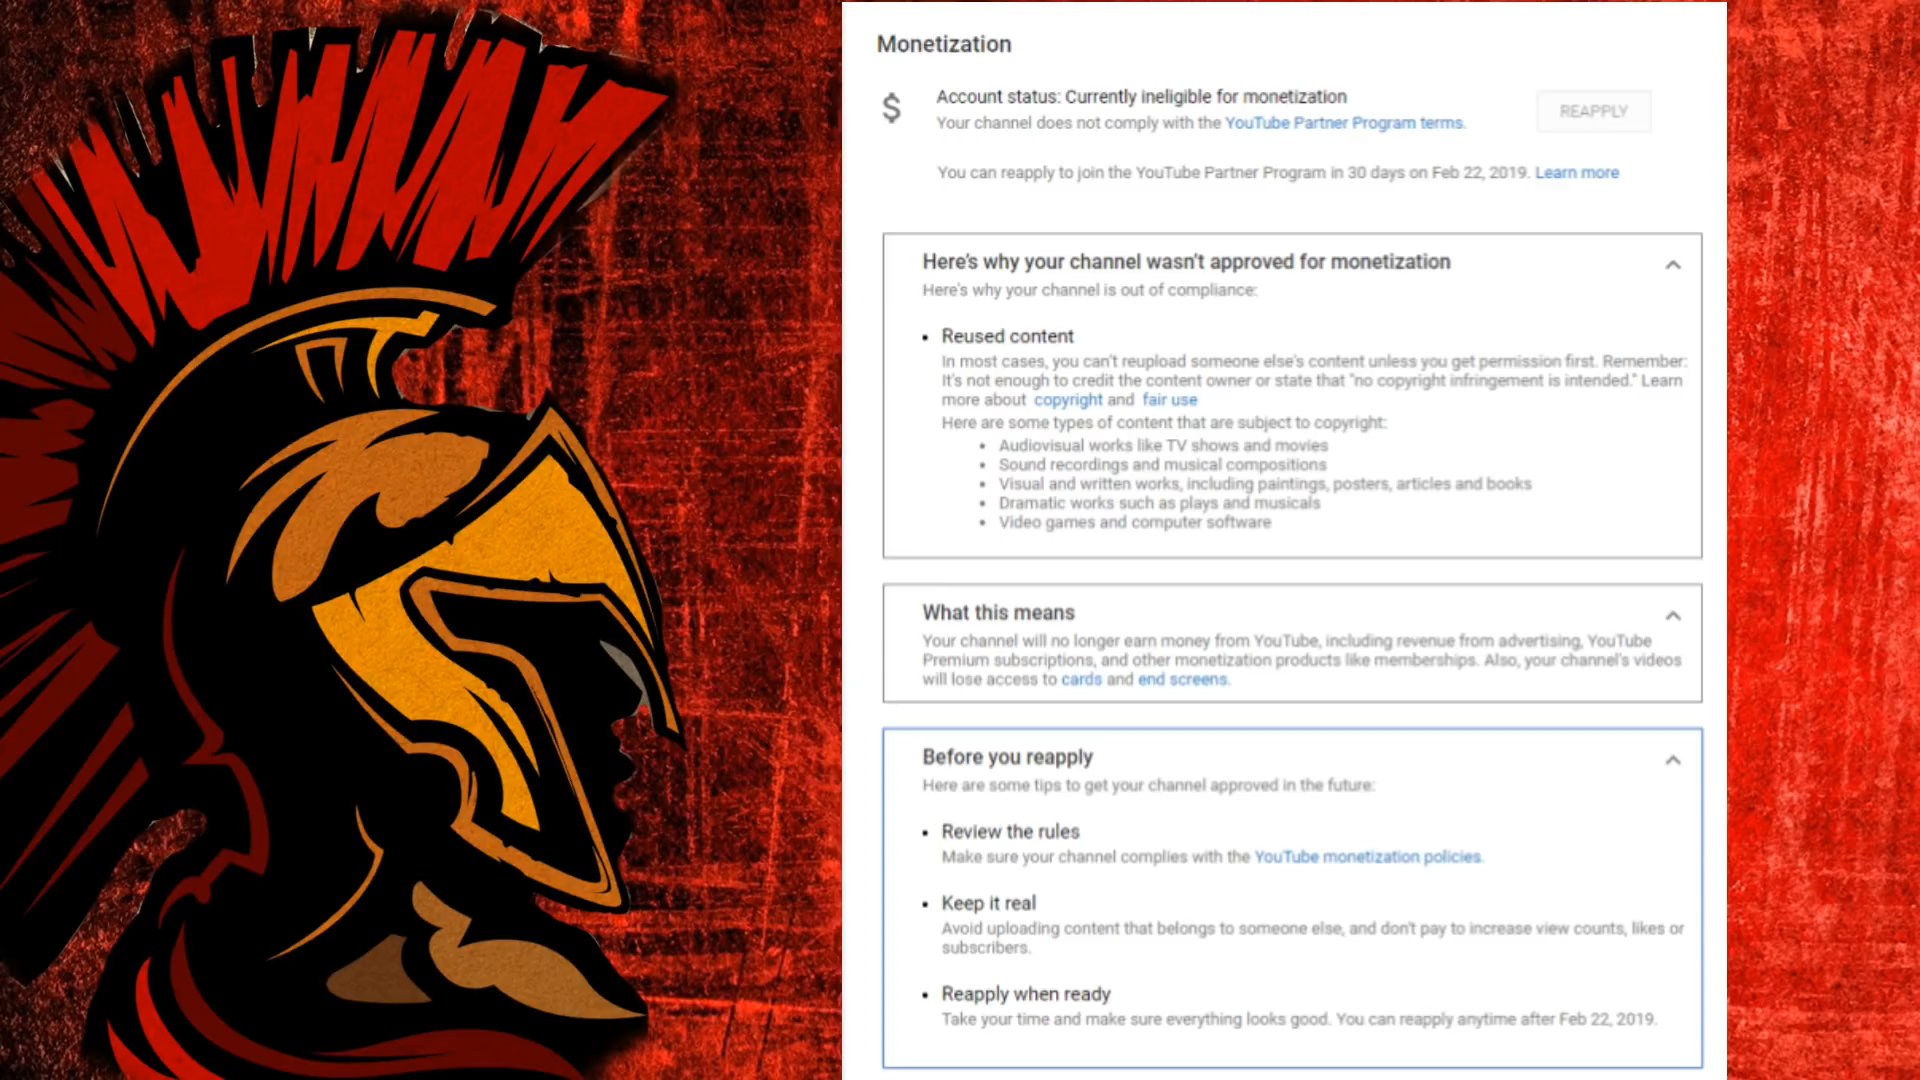 Monetization
Account status: Currently ineligible for monetization
Your channel does not comply with the YouTube Partner Program terms.
REAPPLY
You can reapply to join the YouTube Partner Program in 30 days on Feb 22, 2019. Learn more
Here's why your channel wasn't approved for monetization
Here's why your channel is out of compliance:
• Reused content
In most cases, you can't reupload someone else's content unless you get permission first. Remember:
It's not enough to credit the content owner or state that "no copyright infringement is intended." Learn
more about copyright and fair use
Here are some types of content that are subject to copyright:
• Audiovisual works like TV shows and movies
• Sound recordings and musical compositions
• Visual and written works, including paintings, posters, articles and books
• Dramatic works such as plays and musicals
• Video games and computer software
What this means
Your channel will no longer earn money from YouTube, including revenue from advertising, YouTube
Premium subscriptions, and other monetization products like memberships. Also, your channel's videos
will lose access to cards and end screens.
Before you reapply
Here are some tips to get your channel approved in the future:
• Review the rules
Make sure your channel complies with the YouTube monetization policies.
• Keep it real
Avoid uploading content that belongs to someone else, and don't pay to increase view counts, likes or
subscribers.
• Reapply when ready
Take your time and make sure everything looks good. You can reapply anytime after Feb 22, 2019.